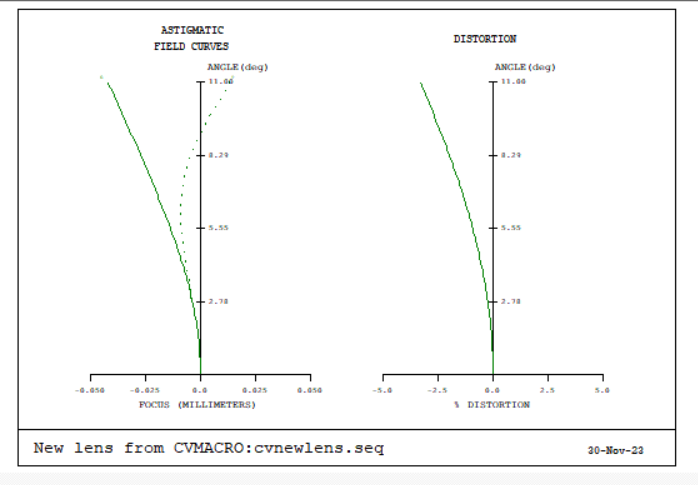 ASTIGMATIC
FIELD CURVES
DISTORTION
ANGLE(deg)
ANGLE(deg)
11.00
11.00
8.29
8.29
5.55
5.55
2.78
2.78
-0.050 -0.025 0.0 0.025 0.050
-5.0 -2.5 0.0 2.5 5.0
FOCUS (MILLIMETERS)
% DISTORTION
New lens from CVMACRO:cvnewlens.seq
30-Nov-23